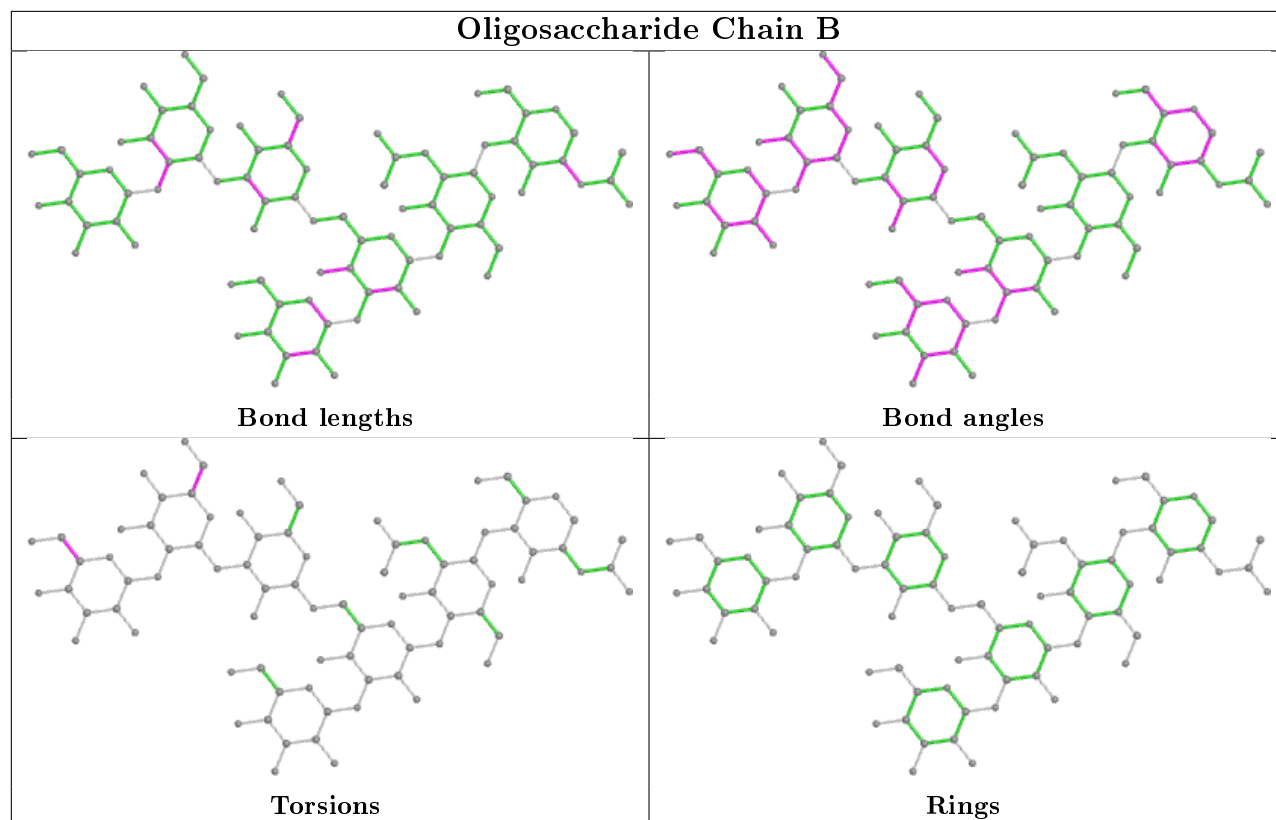 Oligosaccharide Chain B
Bond lengths
Bond angles
Torsions
Rings